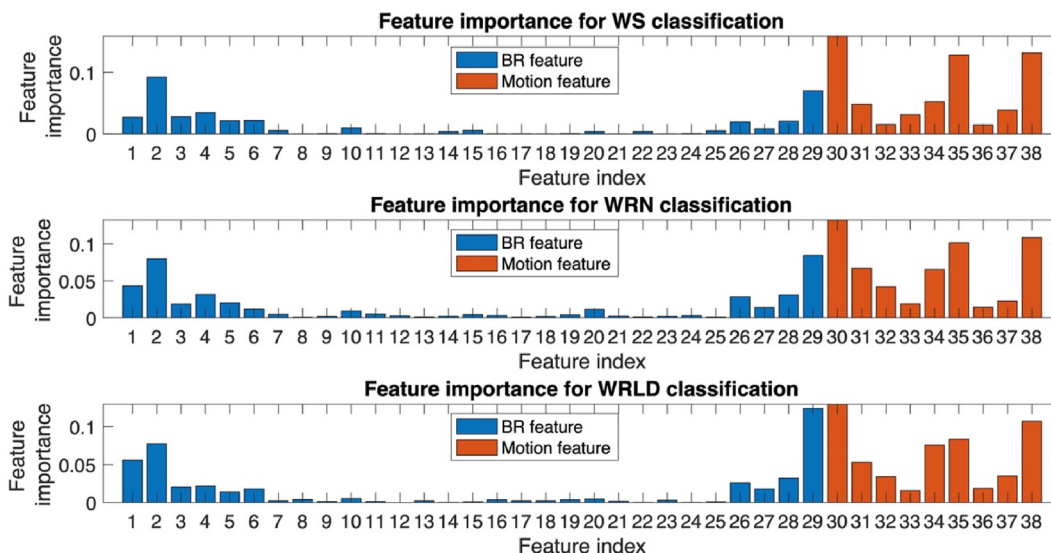 Feature importance for WS classification
Feature
importance
0.1
0
BR feature
Motion feature
1 2 3 4 5 6 7 8 9 10 11 12 13 14 15 16 17 18 19 20 21 22 23 24 25 26 27 28 29 30 31 32 33 34 35 36 37 38
Feature index
Feature importance for WRN classification
Feature
importance
0.1
0.05
0
BR feature
Motion feature
1 2 3 4 5 6 7 8 9 10 11 12 13 14 15 16 17 18 19 20 21 22 23 24 25 26 27 28 29 30 31 32 33 34 35 36 37 38
Feature index
Feature importance for WRLD classification
Feature
importance
0.1
0.05
0
BR feature
Motion feature
1 2 3 4 5 6 7 8 9 10 11 12 13 14 15 16 17 18 19 20 21 22 23 24 25 26 27 28 29 30 31 32 33 34 35 36 37 38
Feature index